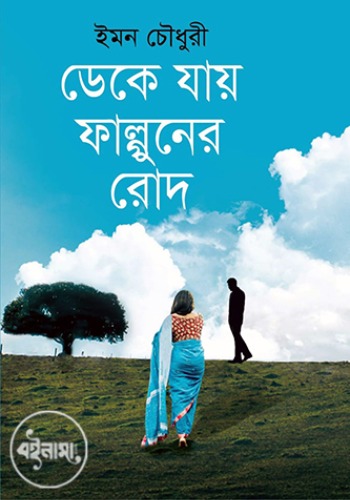 ইমন চৌধুরী
ডেকে যায়
ফাল্গুনের
রোদ
বইনামা